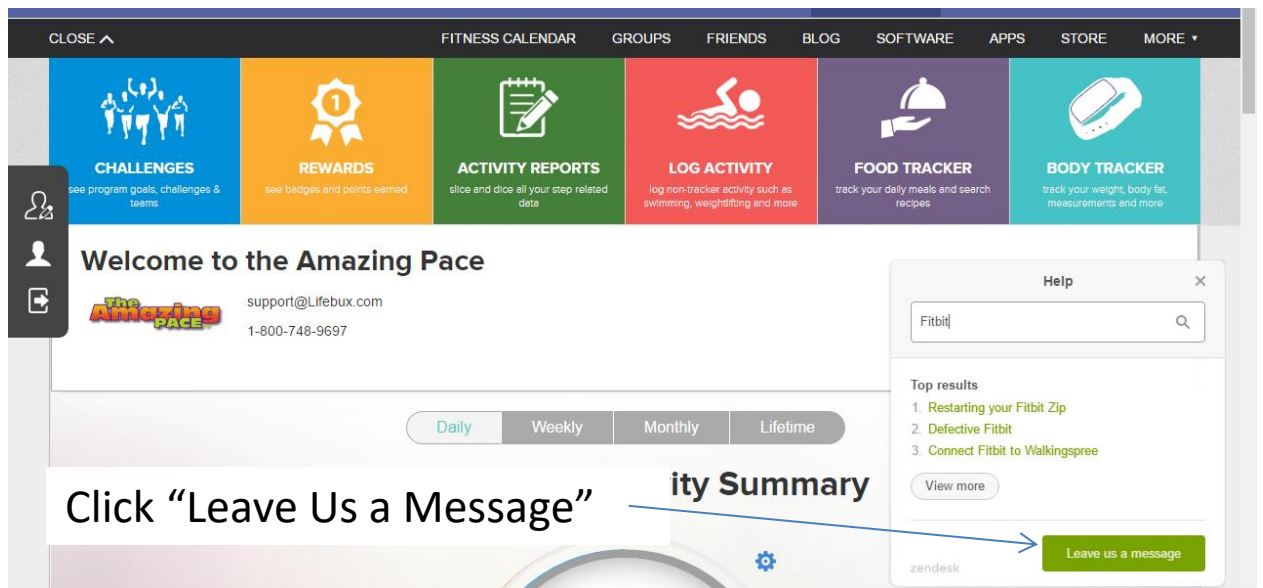 CLOSE FITNESS CALENDAR GROUPS FRIENDS BLOG SOFTWARE APPS STORE MORE
1
CHALLENGES
see program goals, challenges &
teams
REWARDS
see badges and points earned
ACTIVITY REPORTS
slice and dice all your step related
data
LOG ACTIVITY
log non-tracker activity such as
swimming, weightlifting and more
FOOD TRACKER
track your daily meals and search
recipes
BODY TRACKER
track your weight, body fat,
measurements and more
Welcome to the Amazing Pace
The
Amazing
PACE
support@Lifebux.com
1-800-748-9697
Help
Fitbit
Top results
1. Restarting your Fitbit Zip
2. Defective Fitbit
3. Connect Fitbit to Walkingspree
View more
Leave us a message
zendesk
Daily Weekly Monthly Lifetime
ity Summary
Click “Leave Us a Message”